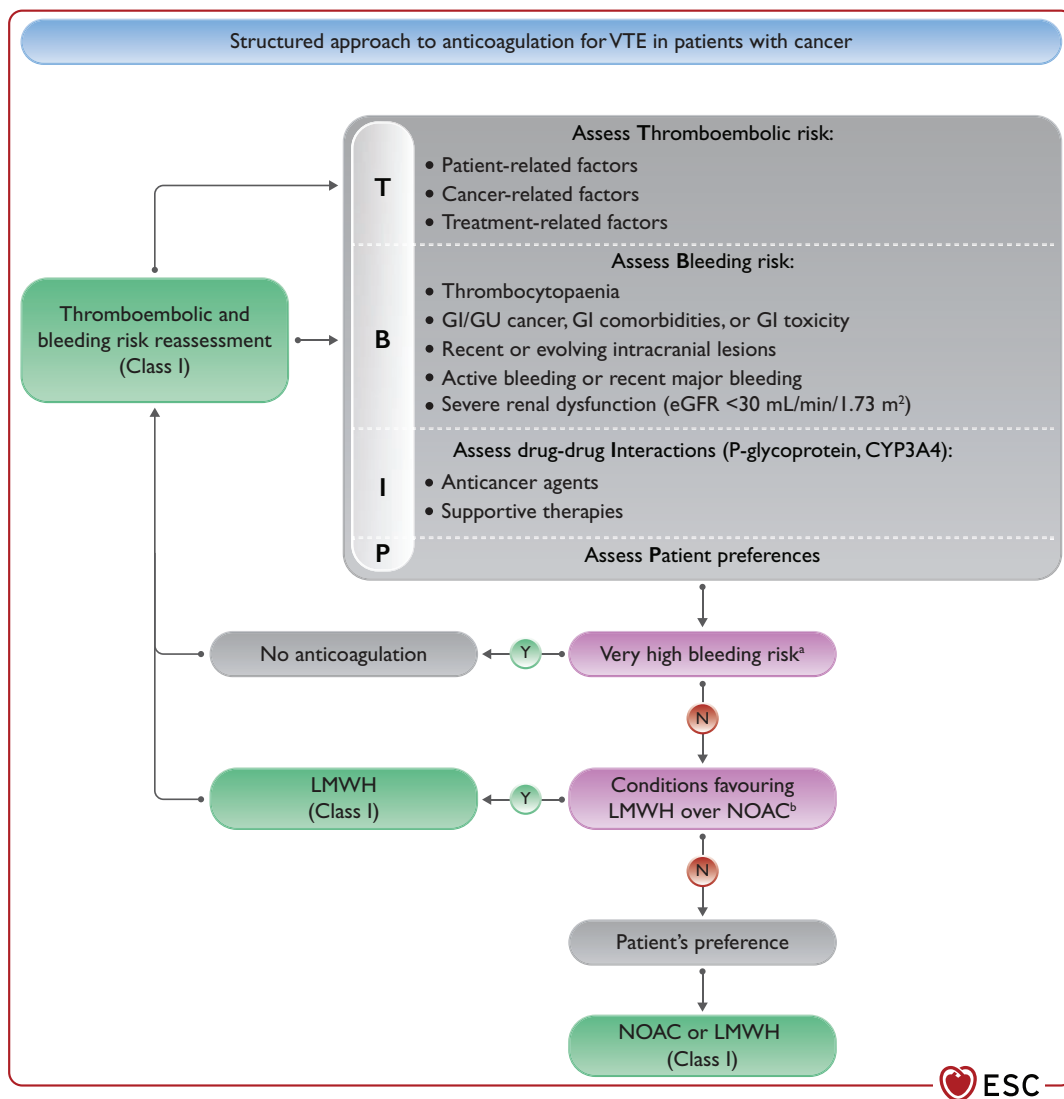 Structured approach to anticoagulation for VTE in patients with cancer
T
Assess Thromboembolic risk:
• Patient-related factors
• Cancer-related factors
• Treatment-related factors
B
Assess Bleeding risk:
• Thrombocytopaenia
• GI/GU cancer, GI comorbidities, or GI toxicity
• Recent or evolving intracranial lesions
• Active bleeding or recent major bleeding
• Severe renal dysfunction (eGFR <30 mL/min/1.73 m²)
I
Assess drug-drug Interactions (P-glycoprotein, CYP3A4):
• Anticancer agents
• Supportive therapies
P
Assess Patient preferences
Thromboembolic and
bleeding risk reassessment
(Class I)
No anticoagulation
Y
Very high bleeding riskᵃ
N
LMWH
(Class I)
Y
Conditions favouring
LMWH over NOACᵇ
N
Patient's preference
NOAC or LMWH
(Class I)
ESC